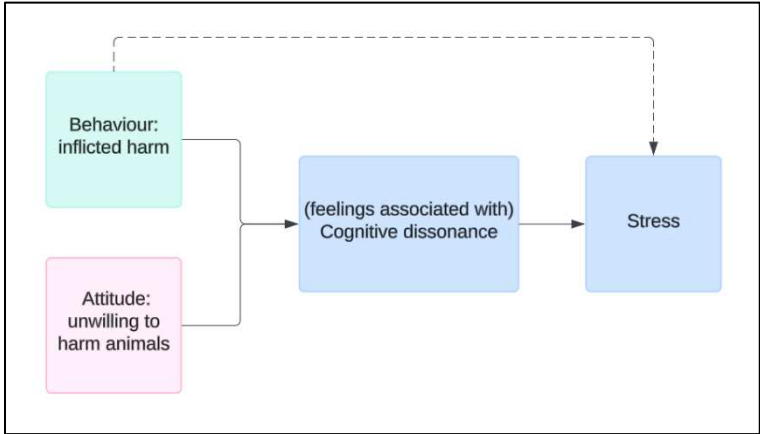 Behaviour:
inflicted harm
(feelings associated with)
Cognitive dissonance
Stress
Attitude:
unwilling to
harm animals